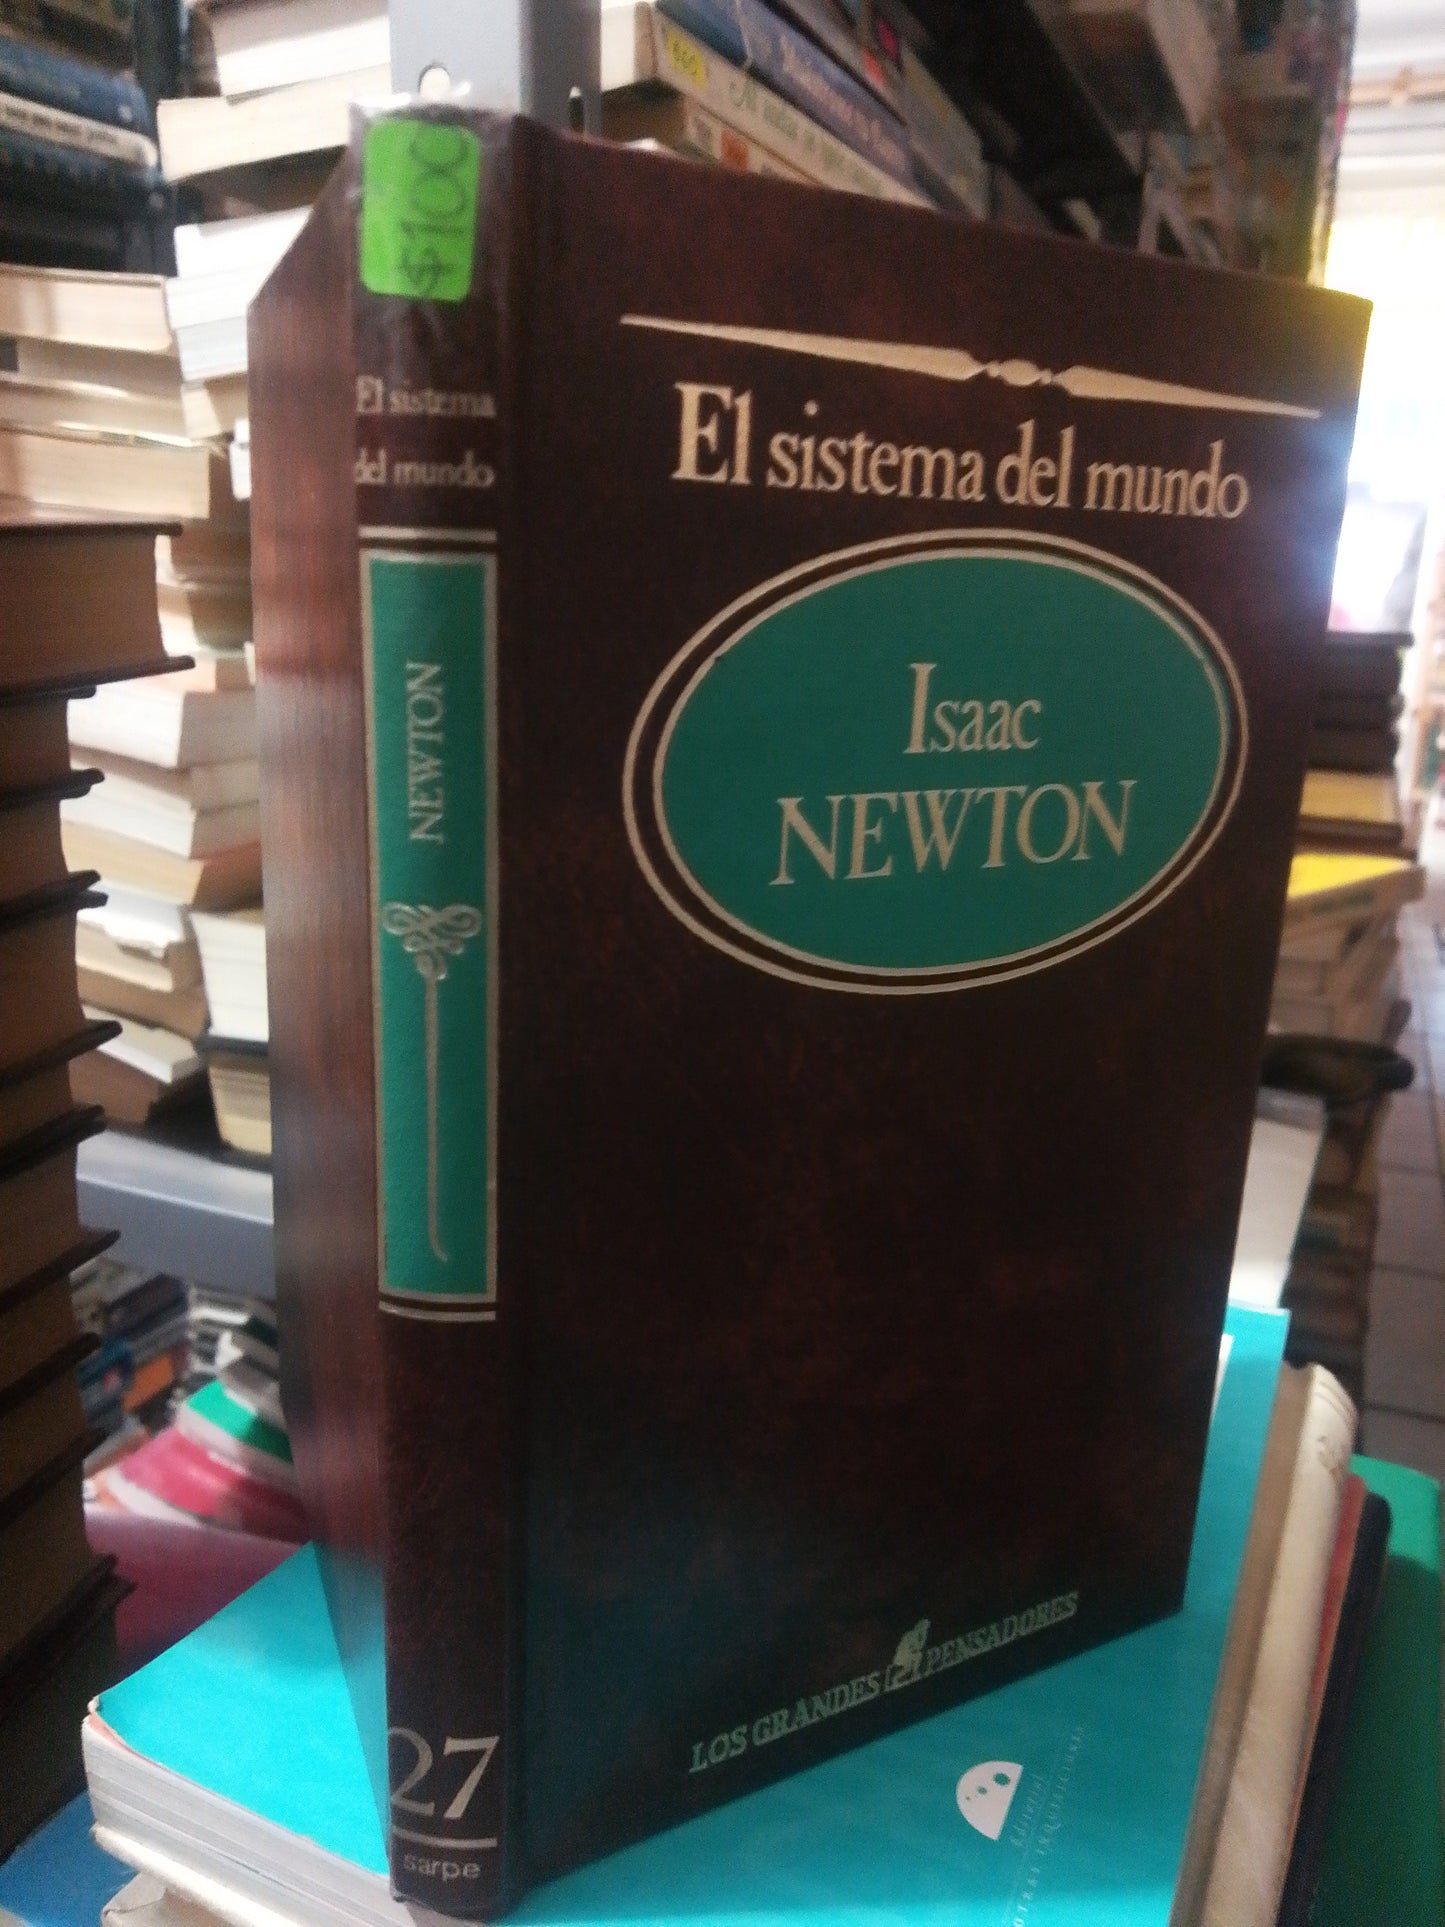 $100
El sistema
del mundo
NEWTON
27
sarpe
El sistema del mundo
Isaac
NEWTON
LOS GRANDES PENSADORES